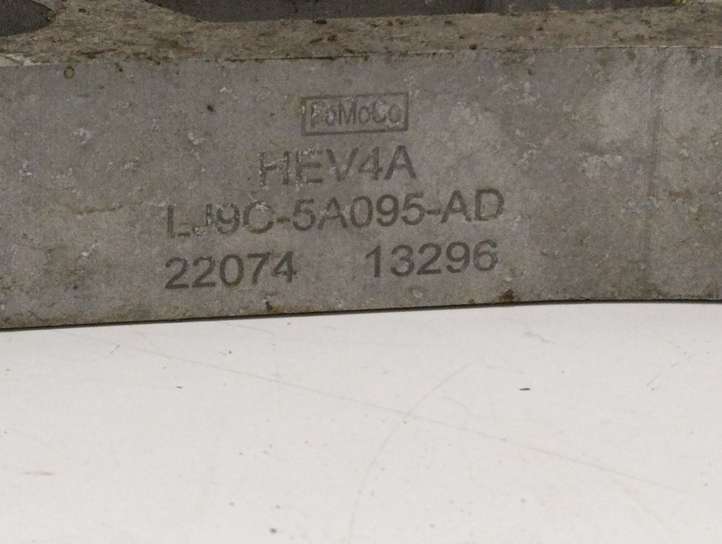 FoMoCo
HEV4A
LJ9C-5A095-AD
22074 13296